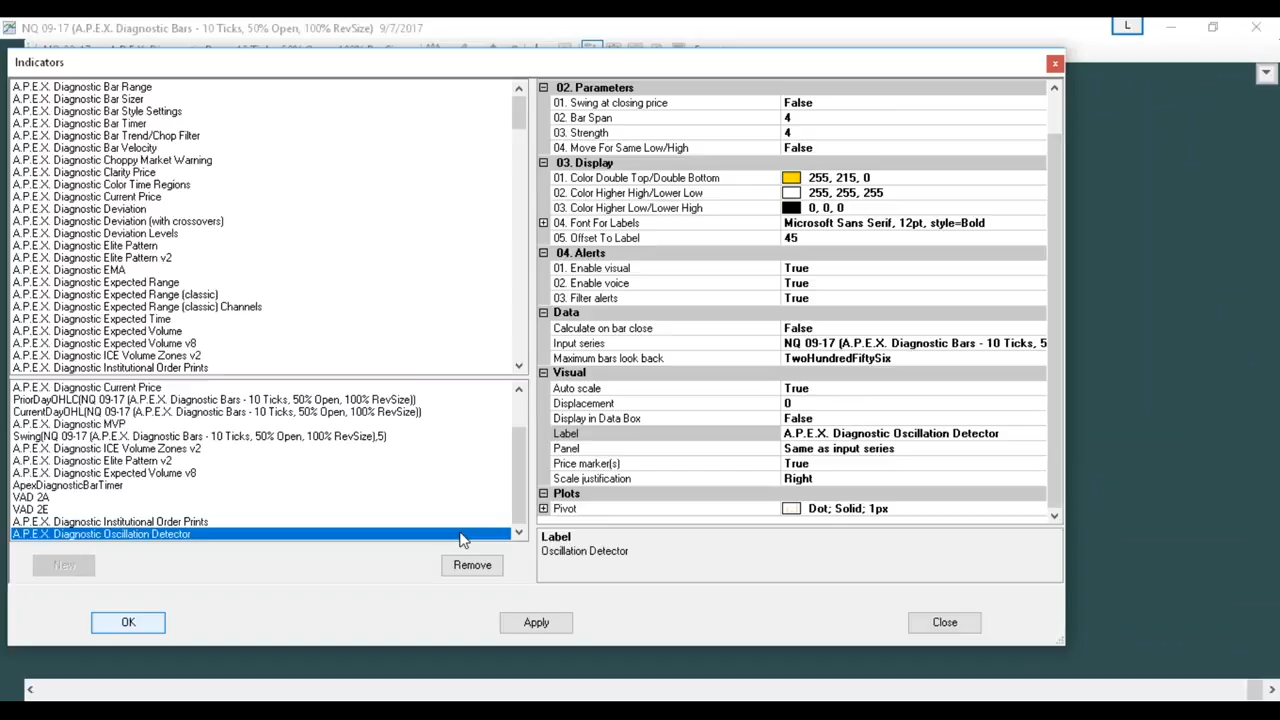 NQ 09-17 (A.P.E.X. Diagnostic Bars - 10 Ticks, 50% Open, 100% RevSize) 9/7/2017
L
Indicators
A.P.E.X. Diagnostic Bar Range
A.P.E.X. Diagnostic Bar Sizer
A.P.E.X. Diagnostic Bar Style Settings
A.P.E.X. Diagnostic Bar Timer
A.P.E.X. Diagnostic Bar Trend/Chop Filter
A.P.E.X. Diagnostic Bar Velocity
A.P.E.X. Diagnostic Choppy Market Warning
A.P.E.X. Diagnostic Clarity Price
A.P.E.X. Diagnostic Color Time Regions
A.P.E.X. Diagnostic Current Price
A.P.E.X. Diagnostic Deviation
A.P.E.X. Diagnostic Deviation (with crossovers)
A.P.E.X. Diagnostic Deviation Levels
A.P.E.X. Diagnostic Elite Pattern
A.P.E.X. Diagnostic Elite Pattern v2
A.P.E.X. Diagnostic EMA
A.P.E.X. Diagnostic Expected Range
A.P.E.X. Diagnostic Expected Range (classic)
A.P.E.X. Diagnostic Expected Range (classic) Channels
A.P.E.X. Diagnostic Expected Time
A.P.E.X. Diagnostic Expected Volume
A.P.E.X. Diagnostic Expected Volume v8
A.P.E.X. Diagnostic ICE Volume Zones v2
A.P.E.X. Diagnostic Institutional Order Prints
A.P.E.X. Diagnostic Current Price
PriorDayOHLC(NQ 09-17 (A.P.E.X. Diagnostic Bars - 10 Ticks, 50% Open, 100% RevSize))
CurrentDayOHL(NQ 09-17 (A.P.E.X. Diagnostic Bars - 10 Ticks, 50% Open, 100% RevSize))
A.P.E.X. Diagnostic MVP
Swing(NQ 09-17 (A.P.E.X. Diagnostic Bars - 10 Ticks, 50% Open, 100% RevSize),5)
A.P.E.X. Diagnostic ICE Volume Zones v2
A.P.E.X. Diagnostic Elite Pattern v2
A.P.E.X. Diagnostic Expected Volume v8
ApexDiagnosticBarTimer
VAD 2A
VAD 2E
A.P.E.X. Diagnostic Institutional Order Prints
A.P.E.X. Diagnostic Oscillation Detector
New
Remove
02. Parameters
01. Swing at closing price False
02. Bar Span 4
03. Strength 4
04. Move For Same Low/High False
03. Display
01. Color Double Top/Double Bottom 255, 215, 0
02. Color Higher High/Lower Low 255, 255, 255
03. Color Higher Low/Lower High 0, 0, 0
04. Font For Labels Microsoft Sans Serif, 12pt, style=Bold
05. Offset To Label 45
04. Alerts
01. Enable visual True
02. Enable voice True
03. Filter alerts True
Data
Calculate on bar close False
Input series NQ 09-17 (A.P.E.X. Diagnostic Bars - 10 Ticks, 5
Maximum bars look back TwoHundredFiftySix
Visual
Auto scale True
Displacement 0
Display in Data Box False
Label A.P.E.X. Diagnostic Oscillation Detector
Panel Same as input series
Price marker(s) True
Scale justification Right
Plots
Pivot Dot; Solid; 1px
Label
Oscillation Detector
OK
Apply
Close